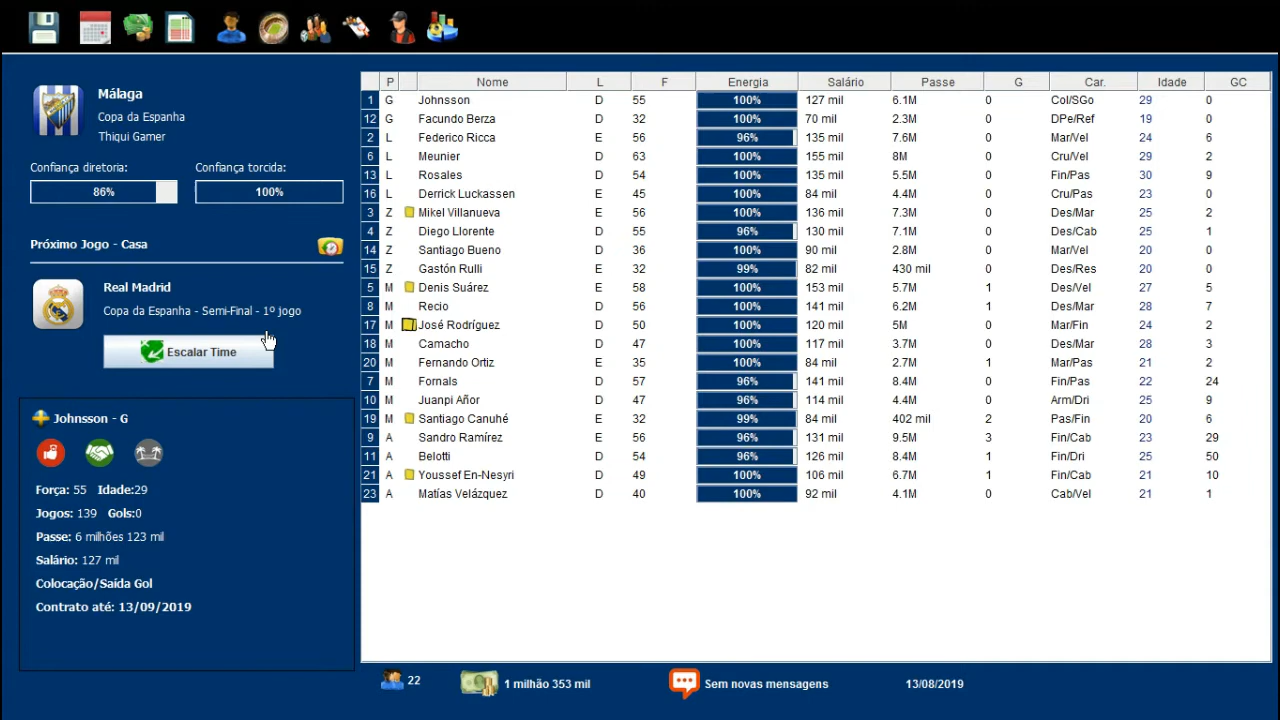 Málaga
Copa da Espanha
Thiqui Gamer
Confiança diretoria: Confiança torcida:
86% 100%
Próximo Jogo - Casa
Real Madrid
Copa da Espanha - Semi-Final - 1º jogo
Escalar Time
Johnsson - G
Força: 55 Idade:29
Jogos: 139 Gols:0
Passe: 6 milhões 123 mil
Salário: 127 mil
Colocação/Saída Gol
Contrato até: 13/09/2019
P Nome L F Energia Salário Passe G Car. Idade GC
1 G Johnsson D 55 100% 127 mil 6.1M 0 Col/SGo 29 0
12 G Facundo Berza D 32 100% 70 mil 2.3M 0 DPe/Ref 19 0
2 L Federico Ricca E 56 96% 135 mil 7.6M 0 Mar/Vel 24 6
6 L Meunier D 63 100% 155 mil 8M 0 Cru/Vel 29 2
13 L Rosales D 54 100% 135 mil 5.5M 0 Fin/Pas 30 9
16 L Derrick Luckassen E 45 100% 84 mil 4.4M 0 Cru/Pas 23 0
3 Z Mikel Villanueva E 56 100% 136 mil 7.3M 0 Des/Mar 25 2
4 Z Diego Llorente D 55 96% 130 mil 7.1M 0 Des/Cab 25 1
14 Z Santiago Bueno D 36 100% 90 mil 2.8M 0 Mar/Vel 20 0
15 Z Gastón Rulli E 32 99% 82 mil 430 mil 0 Des/Res 20 0
5 M Denis Suárez E 58 100% 153 mil 5.7M 1 Des/Vel 27 5
8 M Recio D 56 100% 141 mil 6.2M 0 Des/Mar 28 7
17 M José Rodríguez D 50 100% 120 mil 5M 0 Mar/Fin 24 2
18 M Camacho D 47 100% 117 mil 3.7M 0 Des/Mar 28 3
20 M Fernando Ortiz E 35 100% 84 mil 2.7M 1 Mar/Pas 21 2
7 M Fornals D 57 96% 141 mil 8.4M 0 Fin/Pas 22 24
10 M Juanpi Añor D 47 96% 114 mil 4.4M 0 Arm/Dri 25 9
19 M Santiago Canuhé E 32 99% 84 mil 402 mil 2 Pas/Fin 20 6
9 A Sandro Ramírez E 56 96% 131 mil 9.5M 3 Fin/Cab 23 29
11 A Belotti D 54 96% 126 mil 8.4M 1 Fin/Dri 25 50
21 A Youssef En-Nesyri D 49 100% 106 mil 6.7M 1 Fin/Cab 21 10
23 A Matías Velázquez D 40 100% 92 mil 4.1M 0 Cab/Vel 21 1
22 1 milhão 353 mil Sem novas mensagens 13/08/2019